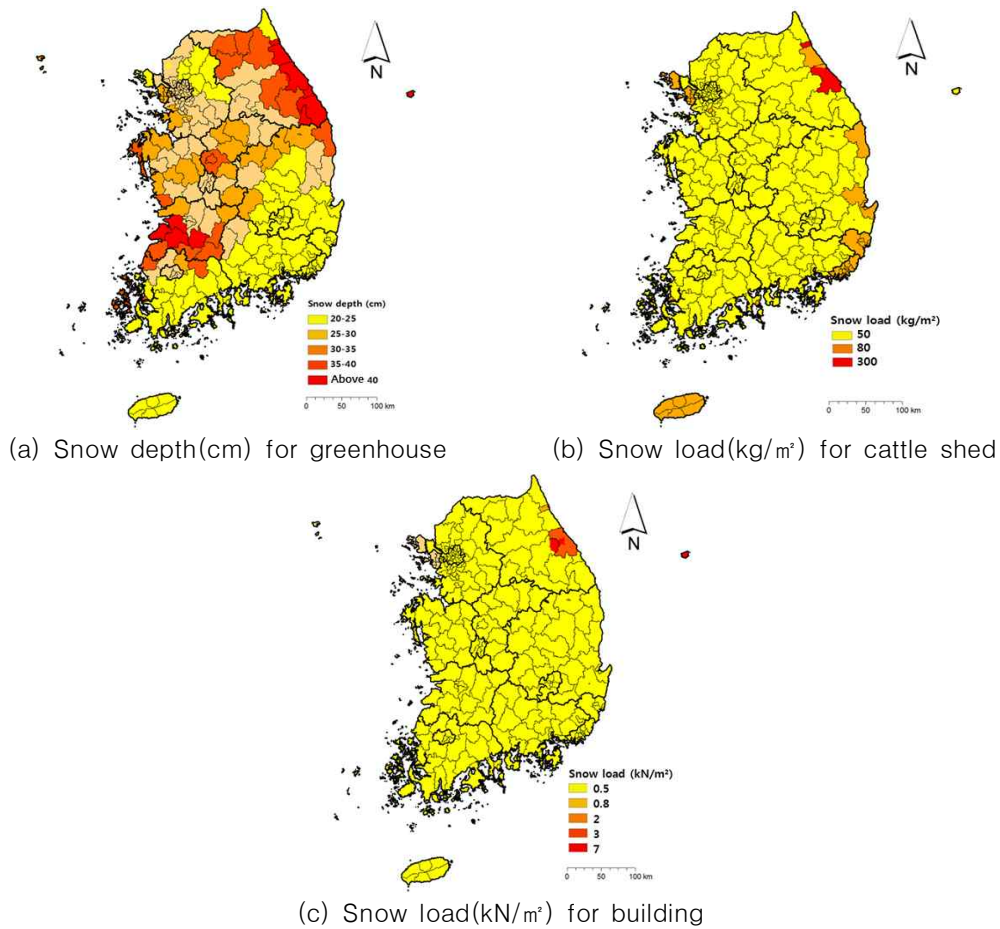 N
Snow depth (cm)
20-25
25-30
30-35
35-40
Above 40
0 50 100 km
(a) Snow depth(cm) for greenhouse
N
Snow load (kg/m²)
50
80
300
0 50 100 km
(b) Snow load(kg/㎡) for cattle shed
N
Snow load (kN/m²)
0.5
0.8
2
3
7
0 50 100 km
(c) Snow load(kN/㎡) for building